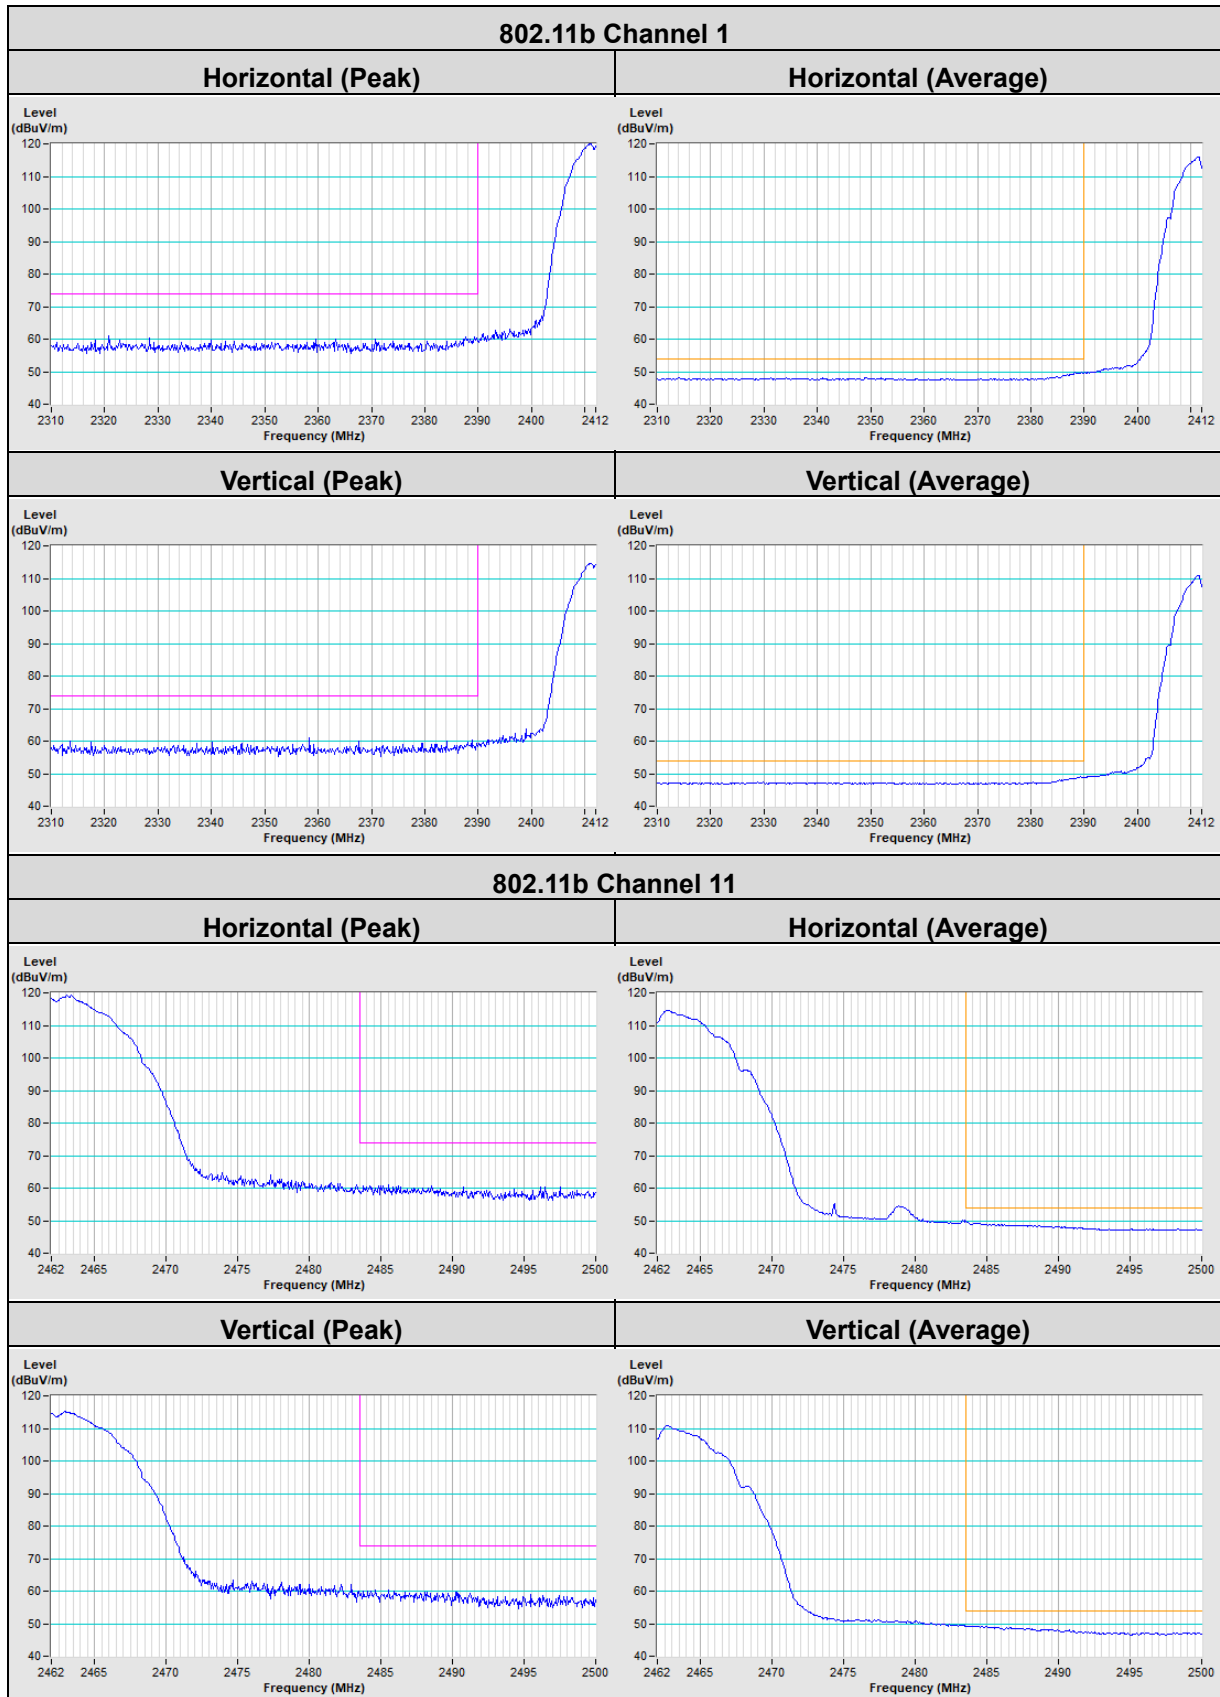 802.11b Channel 1
Horizontal (Peak) Horizontal (Average)
Level
(dBuV/m)
120
110
100
90
80
70
60
50
40
2310 2320 2330 2340 2350 2360 2370 2380 2390 2400 2412
Frequency (MHz)
Level
(dBuV/m)
120
110
100
90
80
70
60
50
40
2310 2320 2330 2340 2350 2360 2370 2380 2390 2400 2412
Frequency (MHz)
Vertical (Peak) Vertical (Average)
Level
(dBuV/m)
120
110
100
90
80
70
60
50
40
2310 2320 2330 2340 2350 2360 2370 2380 2390 2400 2412
Frequency (MHz)
Level
(dBuV/m)
120
110
100
90
80
70
60
50
40
2310 2320 2330 2340 2350 2360 2370 2380 2390 2400 2412
Frequency (MHz)
802.11b Channel 11
Horizontal (Peak) Horizontal (Average)
Level
(dBuV/m)
120
110
100
90
80
70
60
50
40
2462 2465 2470 2475 2480 2485 2490 2495 2500
Frequency (MHz)
Level
(dBuV/m)
120
110
100
90
80
70
60
50
40
2462 2465 2470 2475 2480 2485 2490 2495 2500
Frequency (MHz)
Vertical (Peak) Vertical (Average)
Level
(dBuV/m)
120
110
100
90
80
70
60
50
40
2462 2465 2470 2475 2480 2485 2490 2495 2500
Frequency (MHz)
Level
(dBuV/m)
120
110
100
90
80
70
60
50
40
2462 2465 2470 2475 2480 2485 2490 2495 2500
Frequency (MHz)